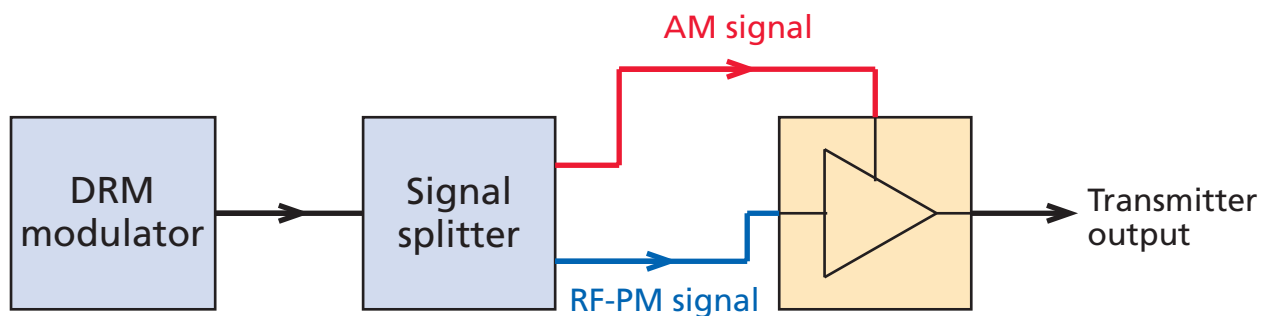 AM signal
DRM
modulator
Signal
splitter
RF-PM signal
Transmitter
output